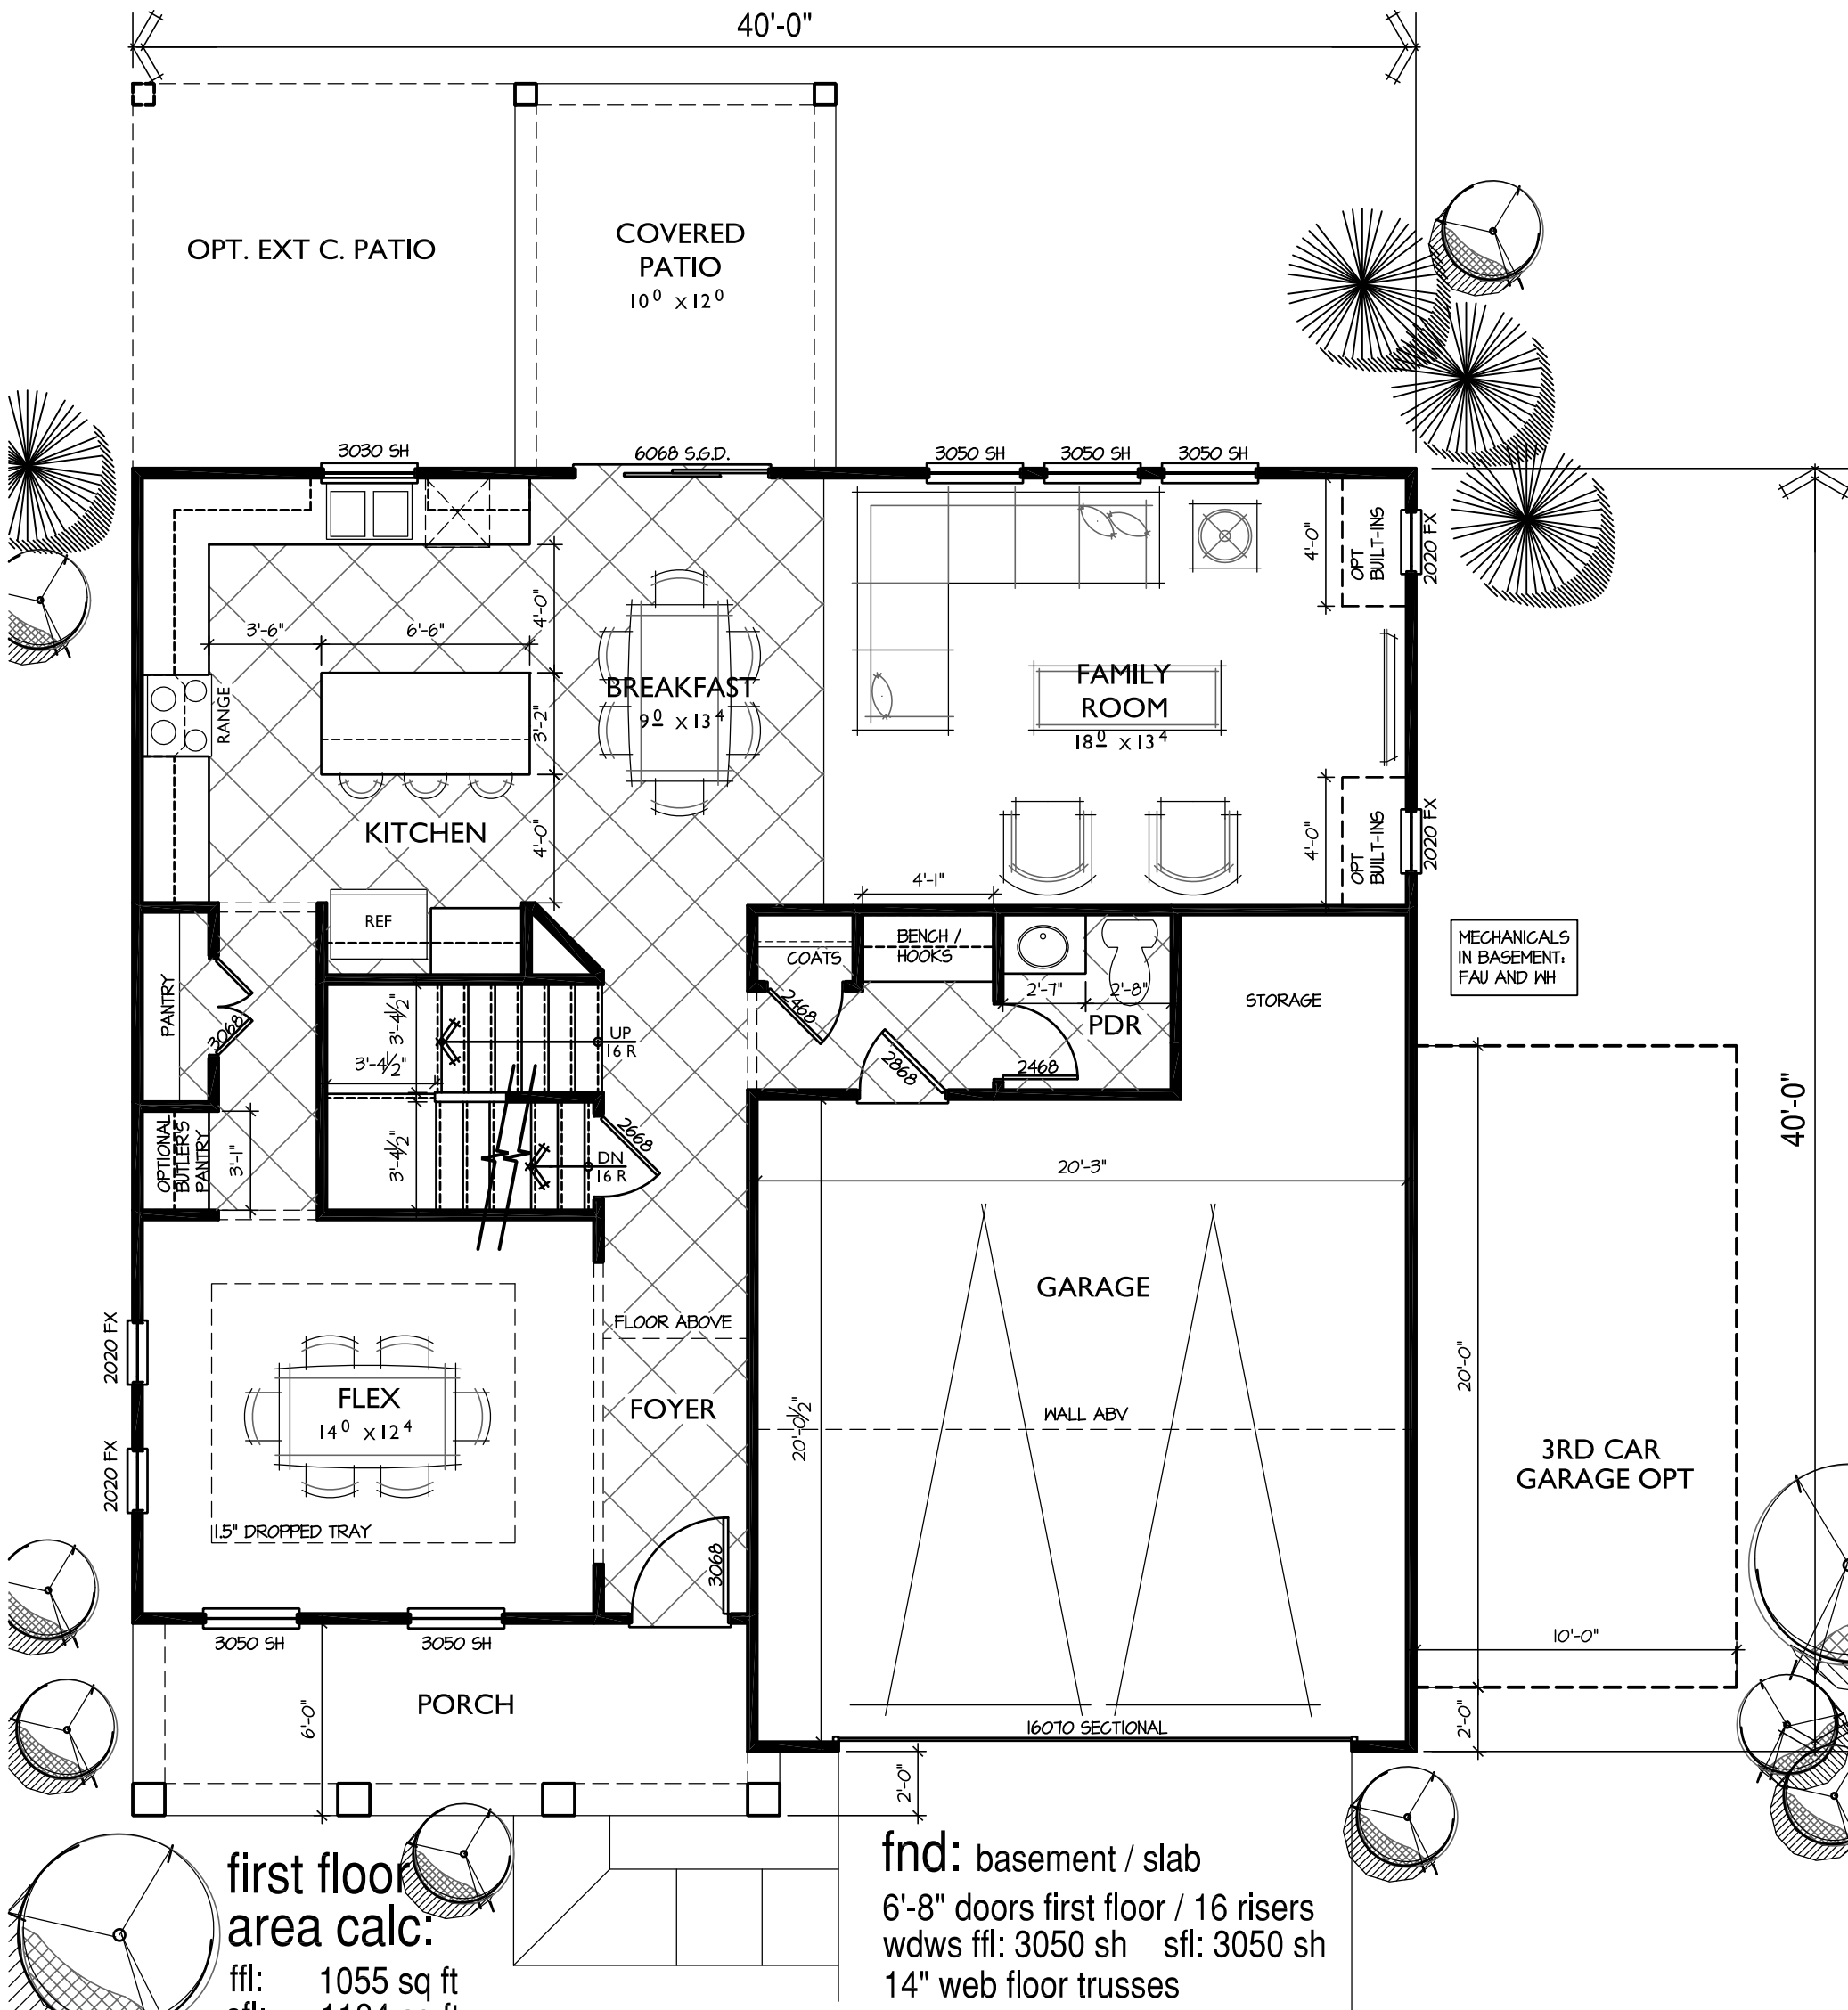 40'-0"
OPT. EXT C. PATIO
COVERED
PATIO
10⁰ x 12⁰
3030 SH
6068 S.G.D.
3050 SH
3050 SH
3050 SH
4'-0"
OPT
BUILT-INS
2020 FX
3'-6"
6'-6"
4'-0"
RANGE
BREAKFAST
9⁰ x 13⁴
3'-2"
FAMILY
ROOM
18⁰ x 13⁴
KITCHEN
4'-0"
4'-0"
OPT
BUILT-INS
2020 FX
4'-1"
REF
COATS
BENCH /
HOOKS
MECHANICALS
IN BASEMENT:
FAU AND WH
PANTRY
3068
3'-4½"
3'-4½"
UP
16 R
2468
2868
2'-7"
2'-8"
PDR
2468
STORAGE
OPTIONAL
BUTLER'S
PANTRY
3'-1"
3'-4½"
DN
16 R
2668
20'-3"
40'-0"
GARAGE
2020 FX
FLOOR ABOVE
20'-0"
FLEX
14⁰ x 12⁴
FOYER
20'-0½"
WALL ABV
2020 FX
3RD CAR
GARAGE OPT
1.5" DROPPED TRAY
3068
3050 SH
3050 SH
10'-0"
PORCH
6'-0"
16070 SECTIONAL
2'-0"
2'-0"
first floor
area calc:
ffl: 1055 sq ft
fnd: basement / slab
6'-8" doors first floor / 16 risers
wdws ffl: 3050 sh sfl: 3050 sh
14" web floor trusses